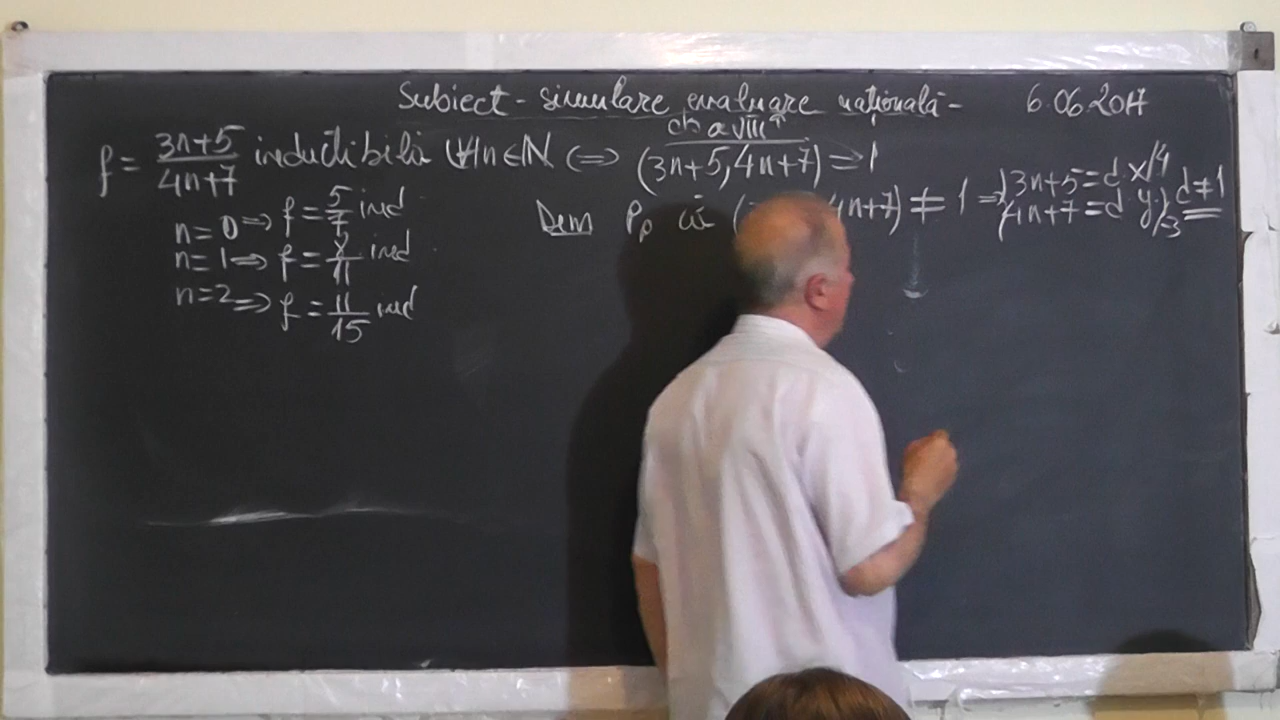 Subiect - simulare evaluare națională - 6.06.2017
cls a VIII a
f = 3n+5/4n+7 ireductibilă (∀) n∈N ⟺ (3n+5, 4n+7) = 1
n=0 ⟹ f = 5/7 ired
n=1 ⟹ f = 8/11 ired
n=2 ⟹ f = 11/15 ired
Dem Pp că ( 4n+7) ≠ 1 ⟹ 3n+5 = d x /4
4n+7 = d y /·3 d≠1